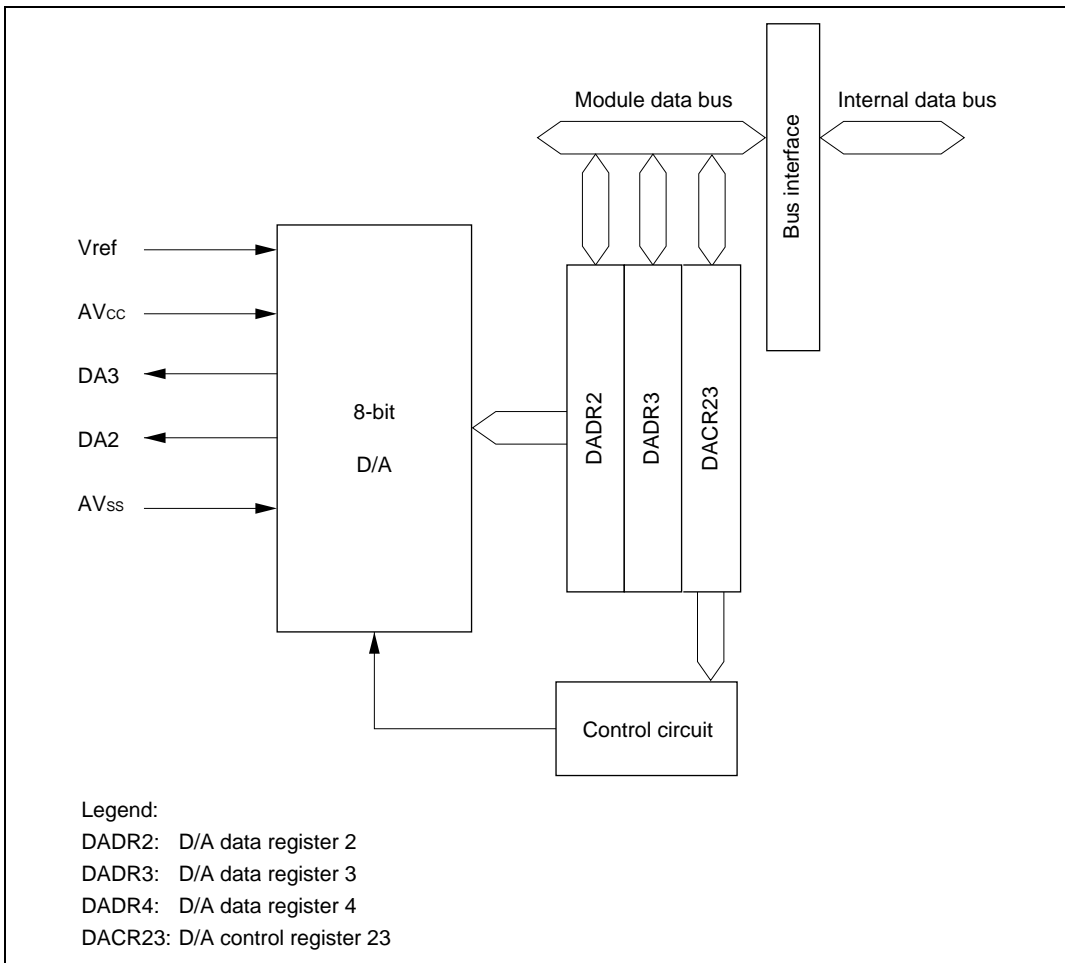 Module data bus
Internal data bus
Bus interface
Vref
AVcc
DA3
DA2
AVss
8-bit
D/A
DADR2
DADR3
DACR23
Control circuit
Legend:
DADR2: D/A data register 2
DADR3: D/A data register 3
DADR4: D/A data register 4
DACR23: D/A control register 23